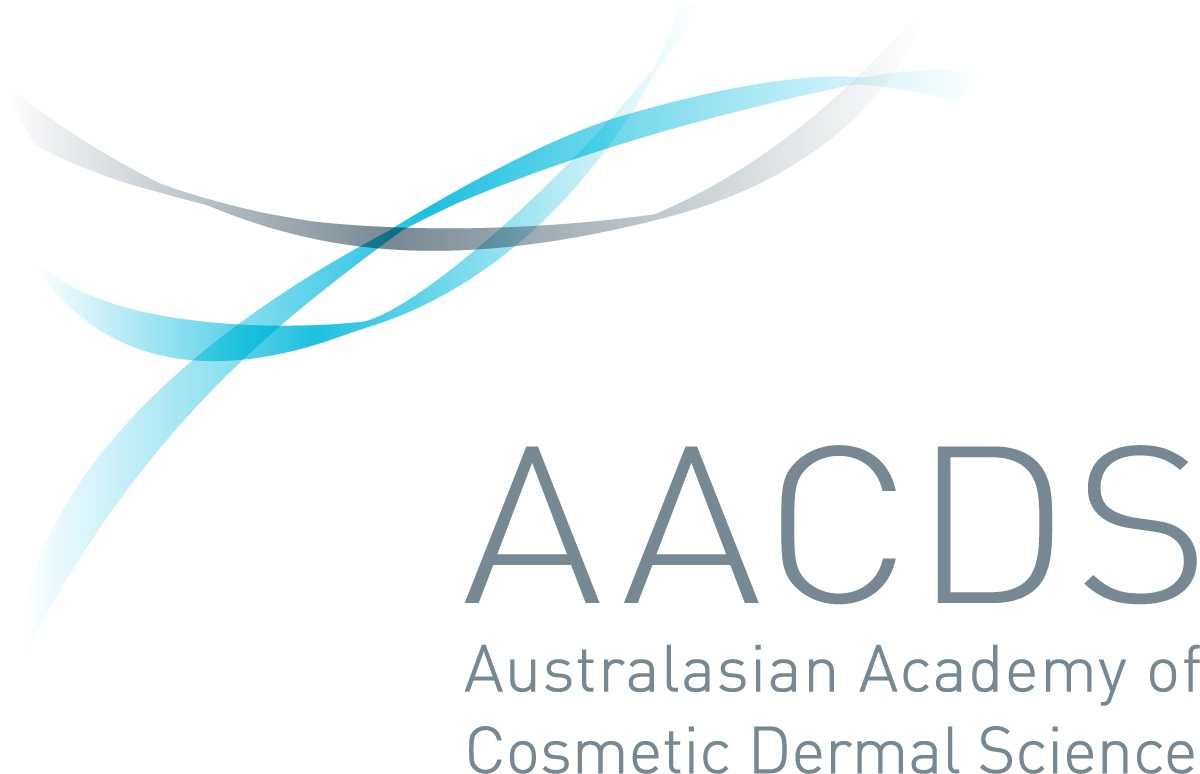 AACDS
Australasian Academy of
Cosmetic Dermal Science